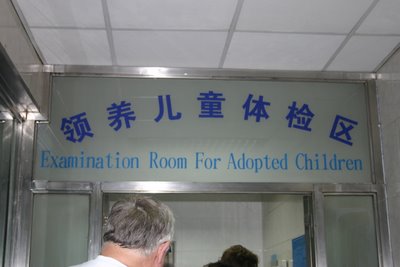 领养儿童体检区
Examination Room For Adopted Children